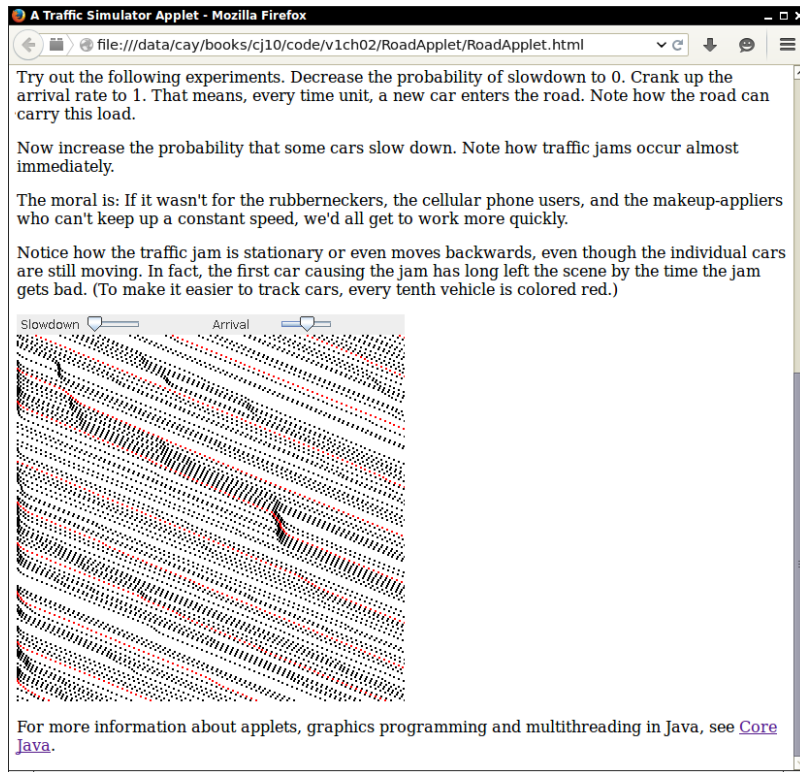 A Traffic Simulator Applet - Mozilla Firefox
file:///data/cay/books/cj10/code/v1ch02/RoadApplet/RoadApplet.html
Try out the following experiments. Decrease the probability of slowdown to 0. Crank up the
arrival rate to 1. That means, every time unit, a new car enters the road. Note how the road can
carry this load.
Now increase the probability that some cars slow down. Note how traffic jams occur almost
immediately.
The moral is: If it wasn't for the rubberneckers, the cellular phone users, and the makeup-appliers
who can't keep up a constant speed, we'd all get to work more quickly.
Notice how the traffic jam is stationary or even moves backwards, even though the individual cars
are still moving. In fact, the first car causing the jam has long left the scene by the time the jam
gets bad. (To make it easier to track cars, every tenth vehicle is colored red.)
Slowdown Arrival
For more information about applets, graphics programming and multithreading in Java, see Core
Java.